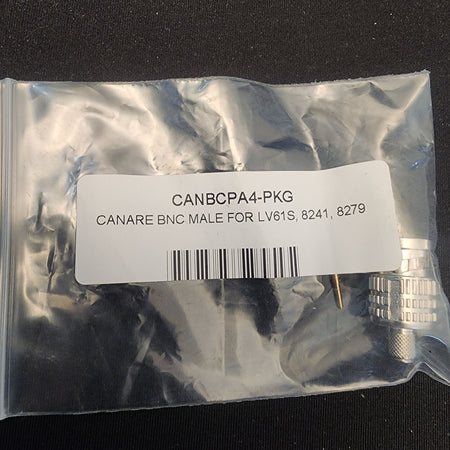 CANBCPA4-PKG
CANARE BNC MALE FOR LV61S, 8241, 8279